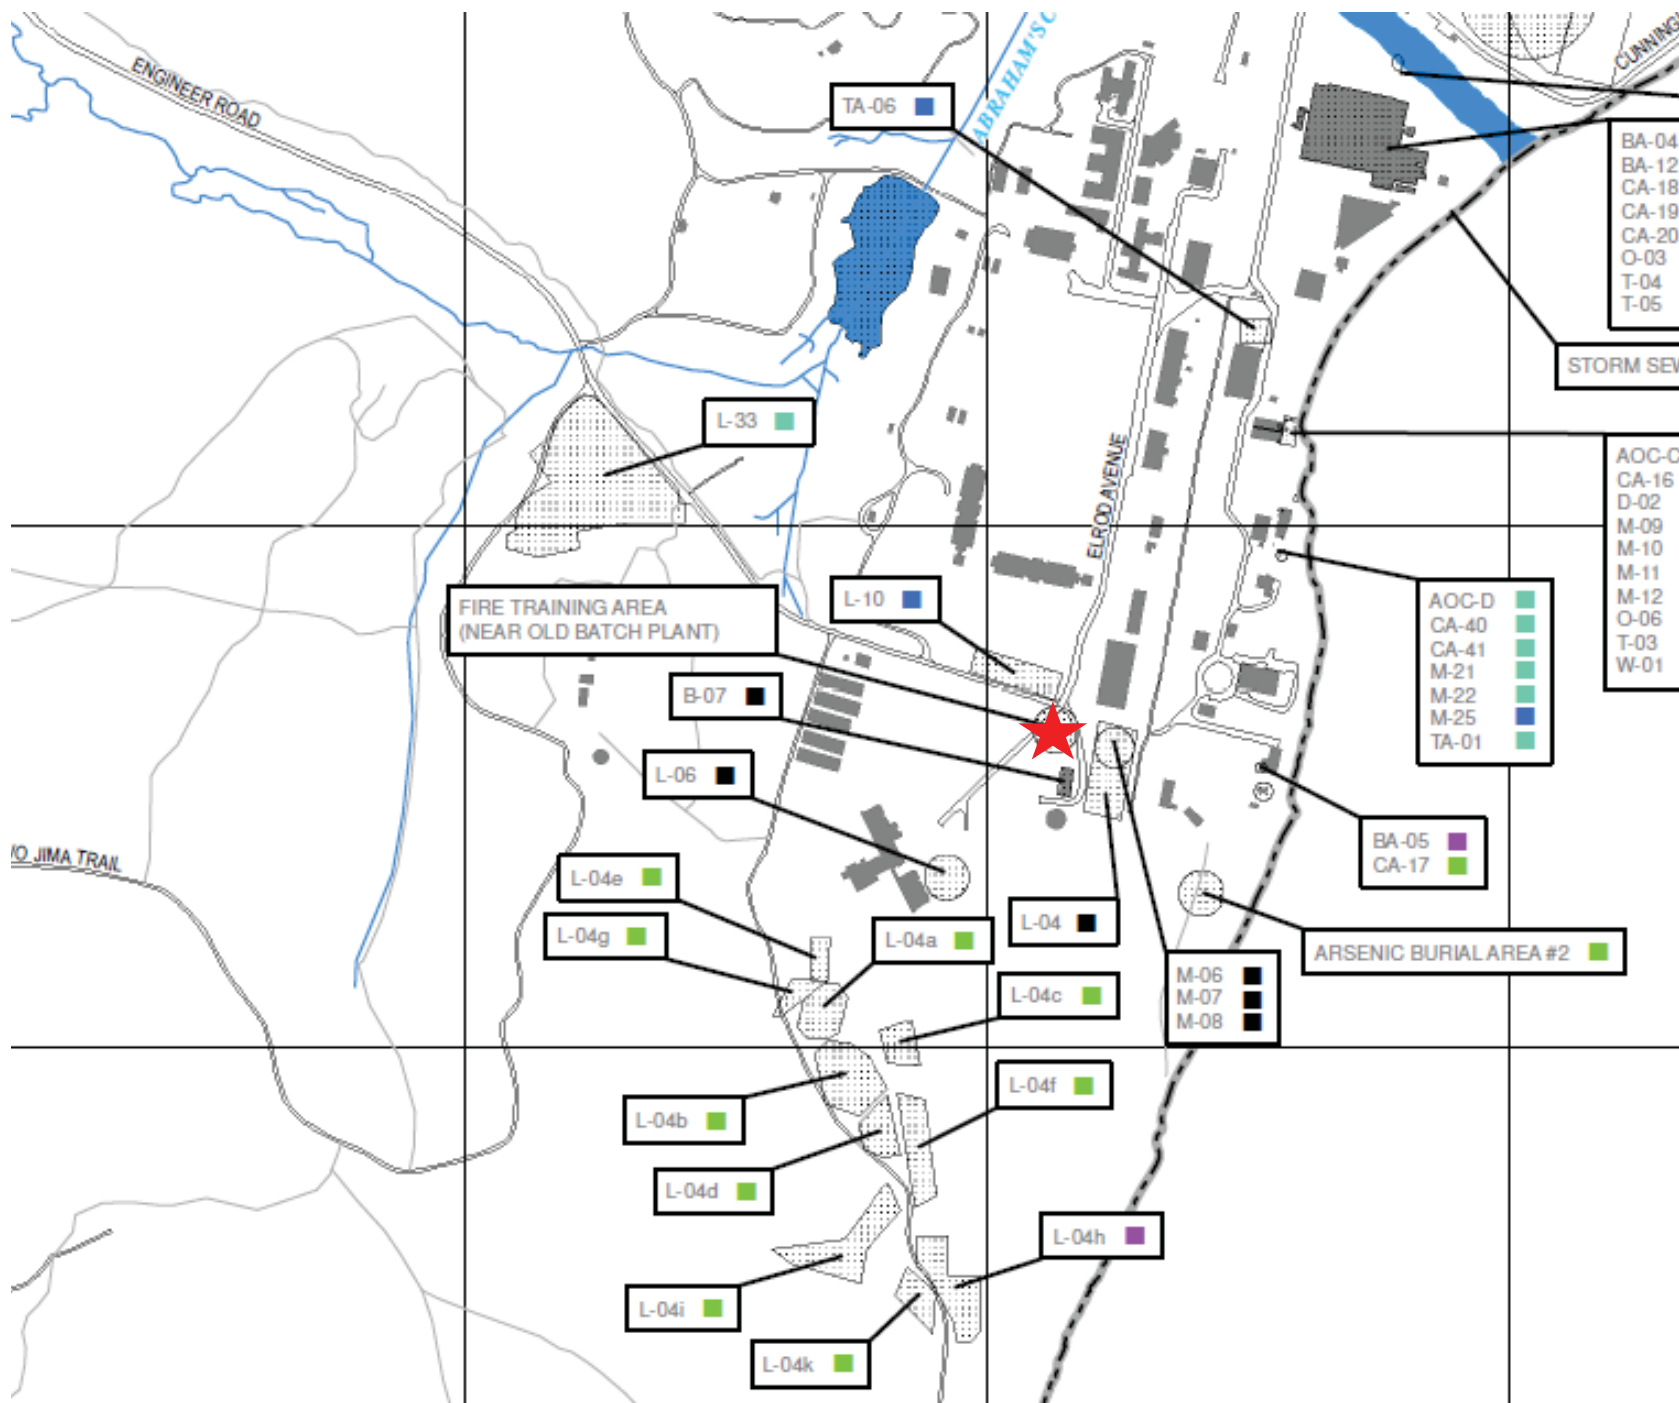 ENGINEER ROAD
ABRAHAM'S C
CUNNING
TA-06
BA-04
BA-12
CA-18
CA-19
CA-20
O-03
T-04
T-05
STORM SEW
L-33
ELROD AVENUE
AOC-C
CA-16
D-02
M-09
M-10
M-11
M-12
O-06
T-03
W-01
FIRE TRAINING AREA
(NEAR OLD BATCH PLANT)
L-10
AOC-D
CA-40
CA-41
M-21
M-22
M-25
TA-01
B-07
L-06
BA-05
CA-17
O JIMA TRAIL
L-04e
L-04g
L-04a
L-04
ARSENIC BURIAL AREA #2
L-04c
M-06
M-07
M-08
L-04f
L-04b
L-04d
L-04h
L-04i
L-04k